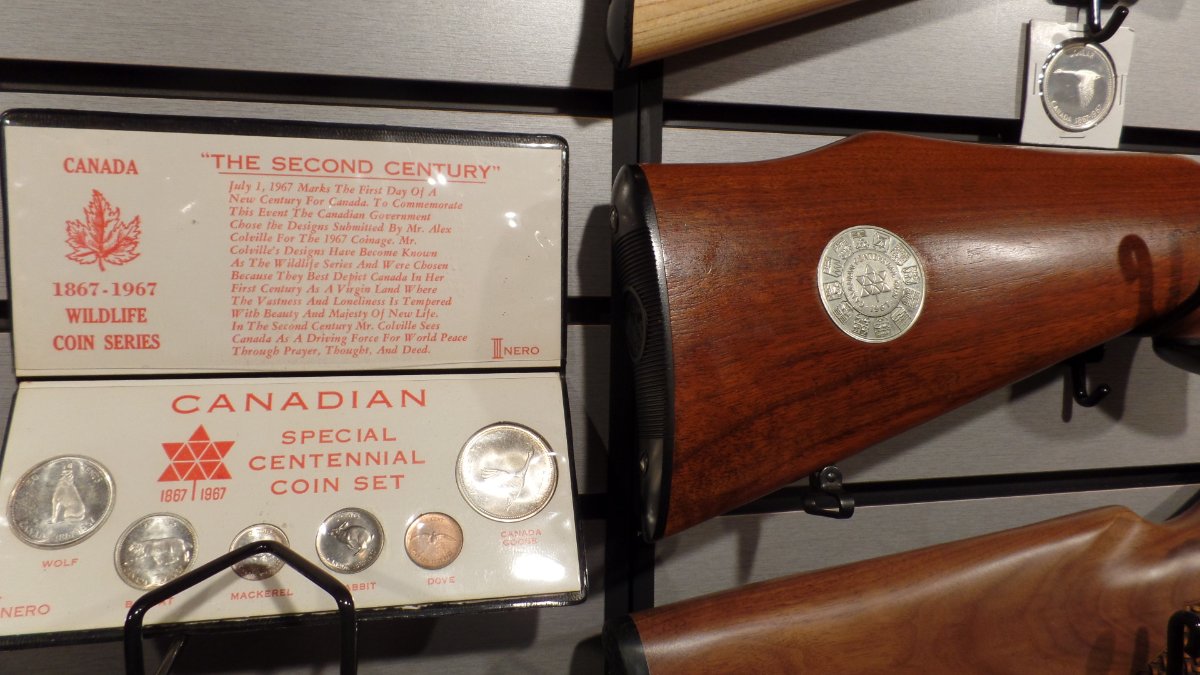 CANADA
1867-1967
WILDLIFE
COIN SERIES
"THE SECOND CENTURY"
July 1, 1967 Marks The First Day Of A
New Century For Canada. To Commemorate
This Event The Canadian Government
Chose the Designs Submitted By Mr. Alex
Colville For The 1967 Coinage. Mr.
Colville's Designs Have Become Known
As The Wildlife Series And Were Chosen
Because They Best Depict Canada In Her
First Century As A Virgin Land Where
The Vastness And Loneliness Is Tempered
With Beauty And Majesty Of New Life.
In The Second Century Mr. Colville Sees
Canada As A Driving Force For World Peace
Through Prayer, Thought, And Deed.
NERO
CANADIAN
SPECIAL
CENTENNIAL
COIN SET
1867 1967
WOLF
MACKEREL
DOVE
CANADA
GOOSE
NERO
CANADA 1867-1967
1967